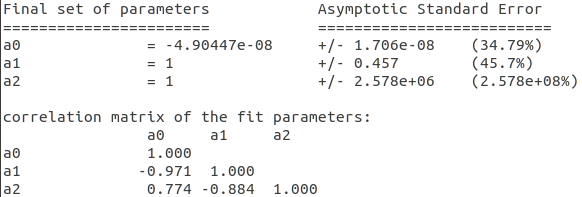 Final set of parameters            Asymptotic Standard Error
=======================            ==========================
a0              = -4.90447e-08     +/- 1.706e-08    (34.79%)
a1              = 1                +/- 0.457        (45.7%)
a2              = 1                +/- 2.578e+06    (2.578e+08%)
correlation matrix of the fit parameters:
                a0     a1     a2
a0              1.000
a1             -0.971  1.000
a2              0.774 -0.884  1.000